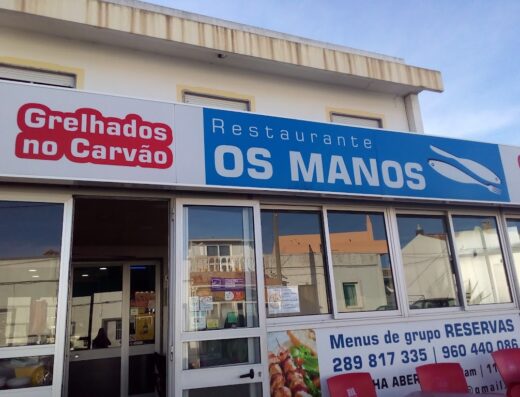 Grelhados
no Carvão
Restaurante
OS MANOS
Menus de grupo RESERVAS
289 817 335 | 960 440 086